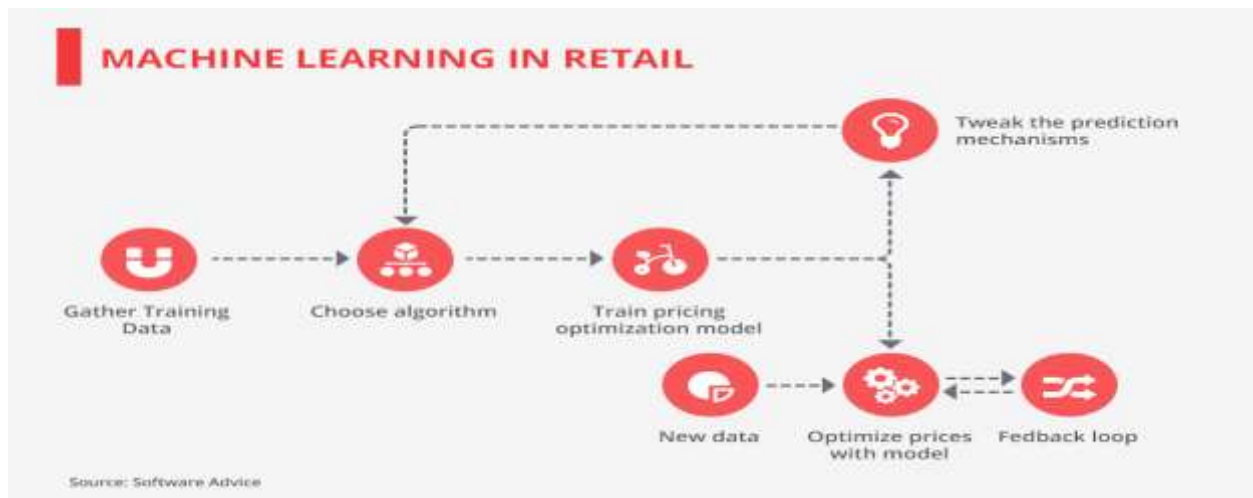 MACHINE LEARNING IN RETAIL
Tweak the prediction
mechanisms
Gather Training
Data
Choose algorithm
Train pricing
optimization model
New data
Optimize prices
with model
Fedback loop
Source: Software Advice